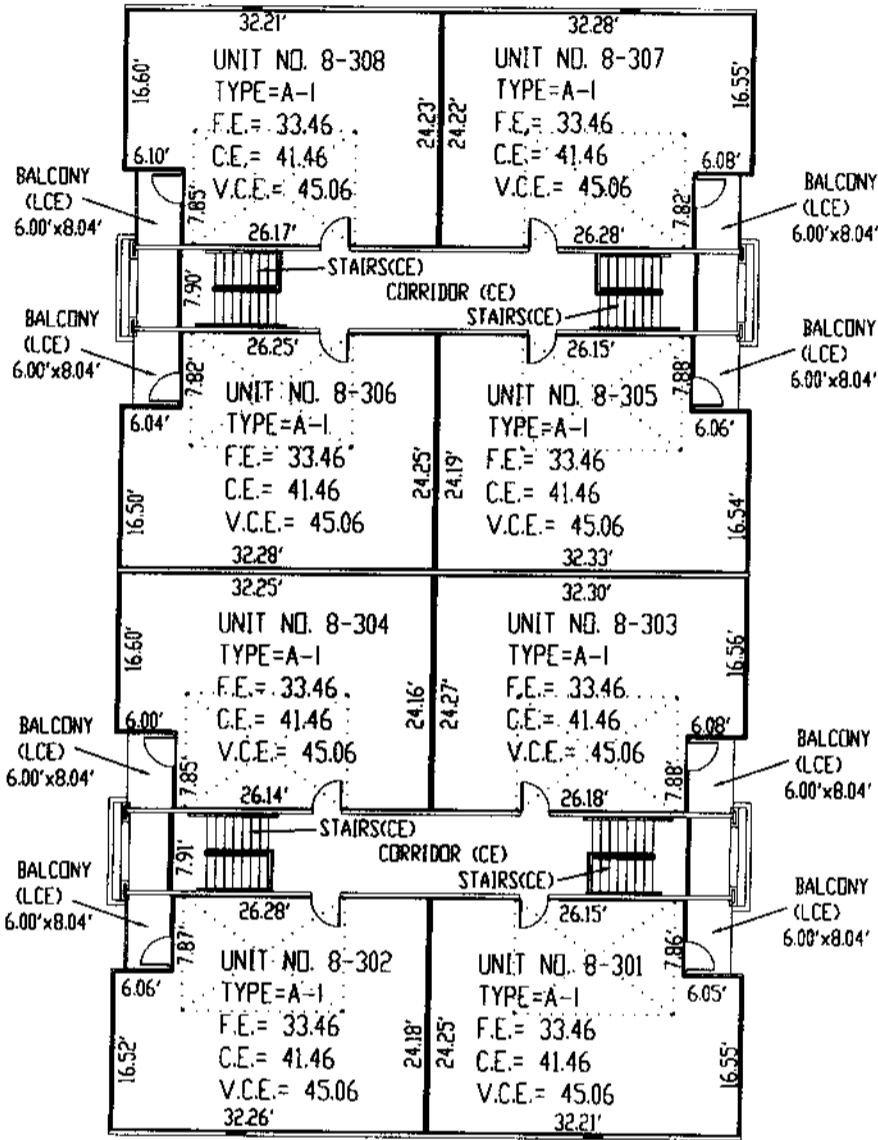 32.21'
32.28'
UNIT NO. 8-308
TYPE=A-1
F.E.= 33.46
C.E.= 41.46
V.C.E.= 45.06
UNIT NO. 8-307
TYPE=A-1
F.E.= 33.46
C.E.= 41.46
V.C.E.= 45.06
16.60'
24.23'
24.22'
16.55'
6.10'
6.08'
BALCONY
(LCE)
6.00'x8.04'
7.85'
7.82'
BALCONY
(LCE)
6.00'x8.04'
26.17'
26.28'
STAIRS(CE)
7.90'
CORRIDOR (CE)
STAIRS(CE)
BALCONY
(LCE)
6.00'x8.04'
BALCONY
(LCE)
6.00'x8.04'
26.25'
26.15'
7.82'
7.88'
6.04'
6.06'
UNIT NO. 8-306
TYPE=A-1
F.E.= 33.46
C.E.= 41.46
V.C.E.= 45.06
UNIT NO. 8-305
TYPE=A-1
F.E.= 33.46
C.E.= 41.46
V.C.E.= 45.06
16.50'
24.25'
24.19'
16.54'
32.28'
32.33'
32.25'
32.30'
UNIT NO. 8-304
TYPE=A-1
F.E.= 33.46
C.E.= 41.46
V.C.E.= 45.06
UNIT NO. 8-303
TYPE=A-1
F.E.= 33.46
C.E.= 41.46
V.C.E.= 45.06
16.60'
24.16'
24.27'
16.56'
6.00'
6.08'
BALCONY
(LCE)
6.00'x8.04'
7.85'
7.88'
BALCONY
(LCE)
6.00'x8.04'
26.14'
26.18'
STAIRS(CE)
7.91'
CORRIDOR (CE)
STAIRS(CE)
BALCONY
(LCE)
6.00'x8.04'
BALCONY
(LCE)
6.00'x8.04'
26.28'
26.15'
7.87'
7.86'
6.06'
6.05'
UNIT NO. 8-302
TYPE=A-1
F.E.= 33.46
C.E.= 41.46
V.C.E.= 45.06
UNIT NO. 8-301
TYPE=A-1
F.E.= 33.46
C.E.= 41.46
V.C.E.= 45.06
16.52'
24.18'
24.25'
16.55'
32.26'
32.21'